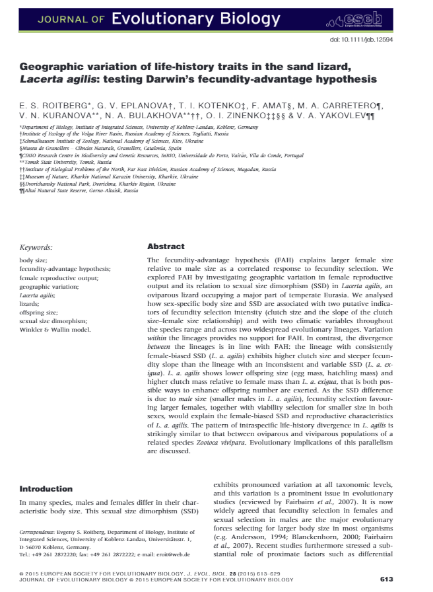 JOURNAL OF Evolutionary Biology
eseb
doi: 10.1111/jeb.12594
Geographic variation of life-history traits in the sand lizard,
Lacerta agilis: testing Darwin's fecundity-advantage hypothesis
E. S. ROITBERG*, G. V. EPLANOVA†, T. I. KOTENKO‡, F. AMAT§, M. A. CARRETERO¶,
V. N. KURANOVA**, N. A. BULAKHOVA**††, O. I. ZINENKO‡‡§§ & V. A. YAKOVLEV¶¶
*Department of Biology, Institute of Integrated Sciences, University of Koblenz-Landau, Koblenz, Germany
†Institute of Ecology of the Volga River Basin, Russian Academy of Sciences, Togliatti, Russia
‡Schmalhausen Institute of Zoology, National Academy of Science, Kiev, Ukraine
§Museu de Granollers – Ciències Naturals, Granollers, Catalonia, Spain
¶CIBIO Research Centre in Biodiversity and Genetic Resources, InBIO, Universidade do Porto, Vairão, Vila do Conde, Portugal
**Tomsk State University, Tomsk, Russia
††Institute of Biological Problems of the North, Far East Division, Russian Academy of Sciences, Magadan, Russia
‡‡Museum of Nature, Kharkiv National Karazin University, Kharkiv, Ukraine
§§Dvorichansky National Park, Dvorichna, Kharkiv Region, Ukraine
¶¶Altai Natural State Reserve, Gorno-Altaisk, Russia
Keywords:
body size;
fecundity-advantage hypothesis;
female reproductive output;
geographic variation;
Lacerta agilis;
lizards;
offspring size;
sexual size dimorphism;
Winkler & Wallin model.
Abstract
The fecundity-advantage hypothesis (FAH) explains larger female size
relative to male size as a correlated response to fecundity selection. We
explored FAH by investigating geographic variation in female reproductive
output and its relation to sexual size dimorphism (SSD) in Lacerta agilis, an
oviparous lizard occupying a major part of temperate Eurasia. We analysed
how sex-specific body size and SSD are associated with two putative indica-
tors of fecundity selection intensity (clutch size and the slope of the clutch
size–female size relationship) and with two climatic variables throughout
the species range and across two widespread evolutionary lineages. Variation
within the lineages provides no support for FAH. In contrast, the divergence
between the lineages is in line with FAH: the lineage with consistently
female-biased SSD (L. a. agilis) exhibits higher clutch size and steeper fecun-
dity slope than the lineage with an inconsistent and variable SSD (L. a. ex-
igua). L. a. agilis shows lower offspring size (egg mass, hatchling mass) and
higher clutch mass relative to female mass than L. a. exigua, that is both pos-
sible ways to enhance offspring number are exerted. As the SSD difference
is due to male size (smaller males in L. a. agilis), fecundity selection favour-
ing larger females, together with viability selection for smaller size in both
sexes, would explain the female-biased SSD and reproductive characteristics
of L. a. agilis. The pattern of intraspecific life-history divergence in L. agilis is
strikingly similar to that between oviparous and viviparous populations of a
related species Zootoca vivipara. Evolutionary implications of this parallelism
are discussed.
Introduction
In many species, males and females differ in their char-
acteristic body size. This sexual size dimorphism (SSD)
Correspondence: Evgeny S. Roitberg, Department of Biology, Institute of
Integrated Sciences, University of Koblenz Landau, Universitätsstr. 1,
D-56070 Koblenz, Germany.
Tel.: +49 261 2872220; fax: +49 261 2872222; e-mail: eroit@web.de
exhibits pronounced variation at all taxonomic levels,
and this variation is a prominent issue in evolutionary
studies (reviewed by Fairbairn et al., 2007). It is now
widely agreed that fecundity selection in females and
sexual selection in males are the major evolutionary
forces selecting for larger body size in most organisms
(e.g. Andersson, 1994; Blanckenhorn, 2000; Fairbairn
et al., 2007). Recent studies furthermore stressed a sub-
stantial role of proximate factors such as differential
© 2015 EUROPEAN SOCIETY FOR EVOLUTIONARY BIOLOGY. J. EVOL. BIOL. 28 (2015) 613–629
JOURNAL OF EVOLUTIONARY BIOLOGY © 2015 EUROPEAN SOCIETY FOR EVOLUTIONARY BIOLOGY
613